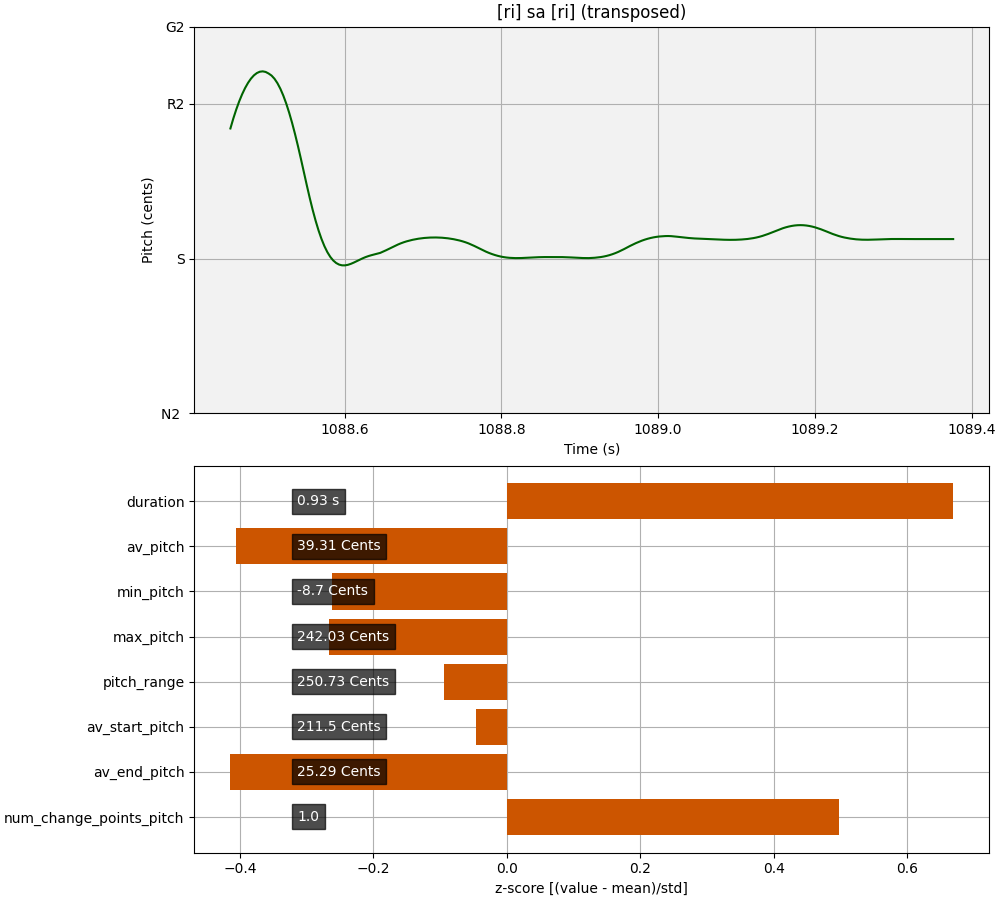 [ri] sa [ri] (transposed)
G2
R2
S
N2
Pitch (cents)
1088.6 1088.8 1089.0 1089.2 1089.4
Time (s)
duration 0.93 s
av_pitch 39.31 Cents
min_pitch -8.7 Cents
max_pitch 242.03 Cents
pitch_range 250.73 Cents
av_start_pitch 211.5 Cents
av_end_pitch 25.29 Cents
num_change_points_pitch 1.0
−0.4 −0.2 0.0 0.2 0.4 0.6
z-score [(value - mean)/std]